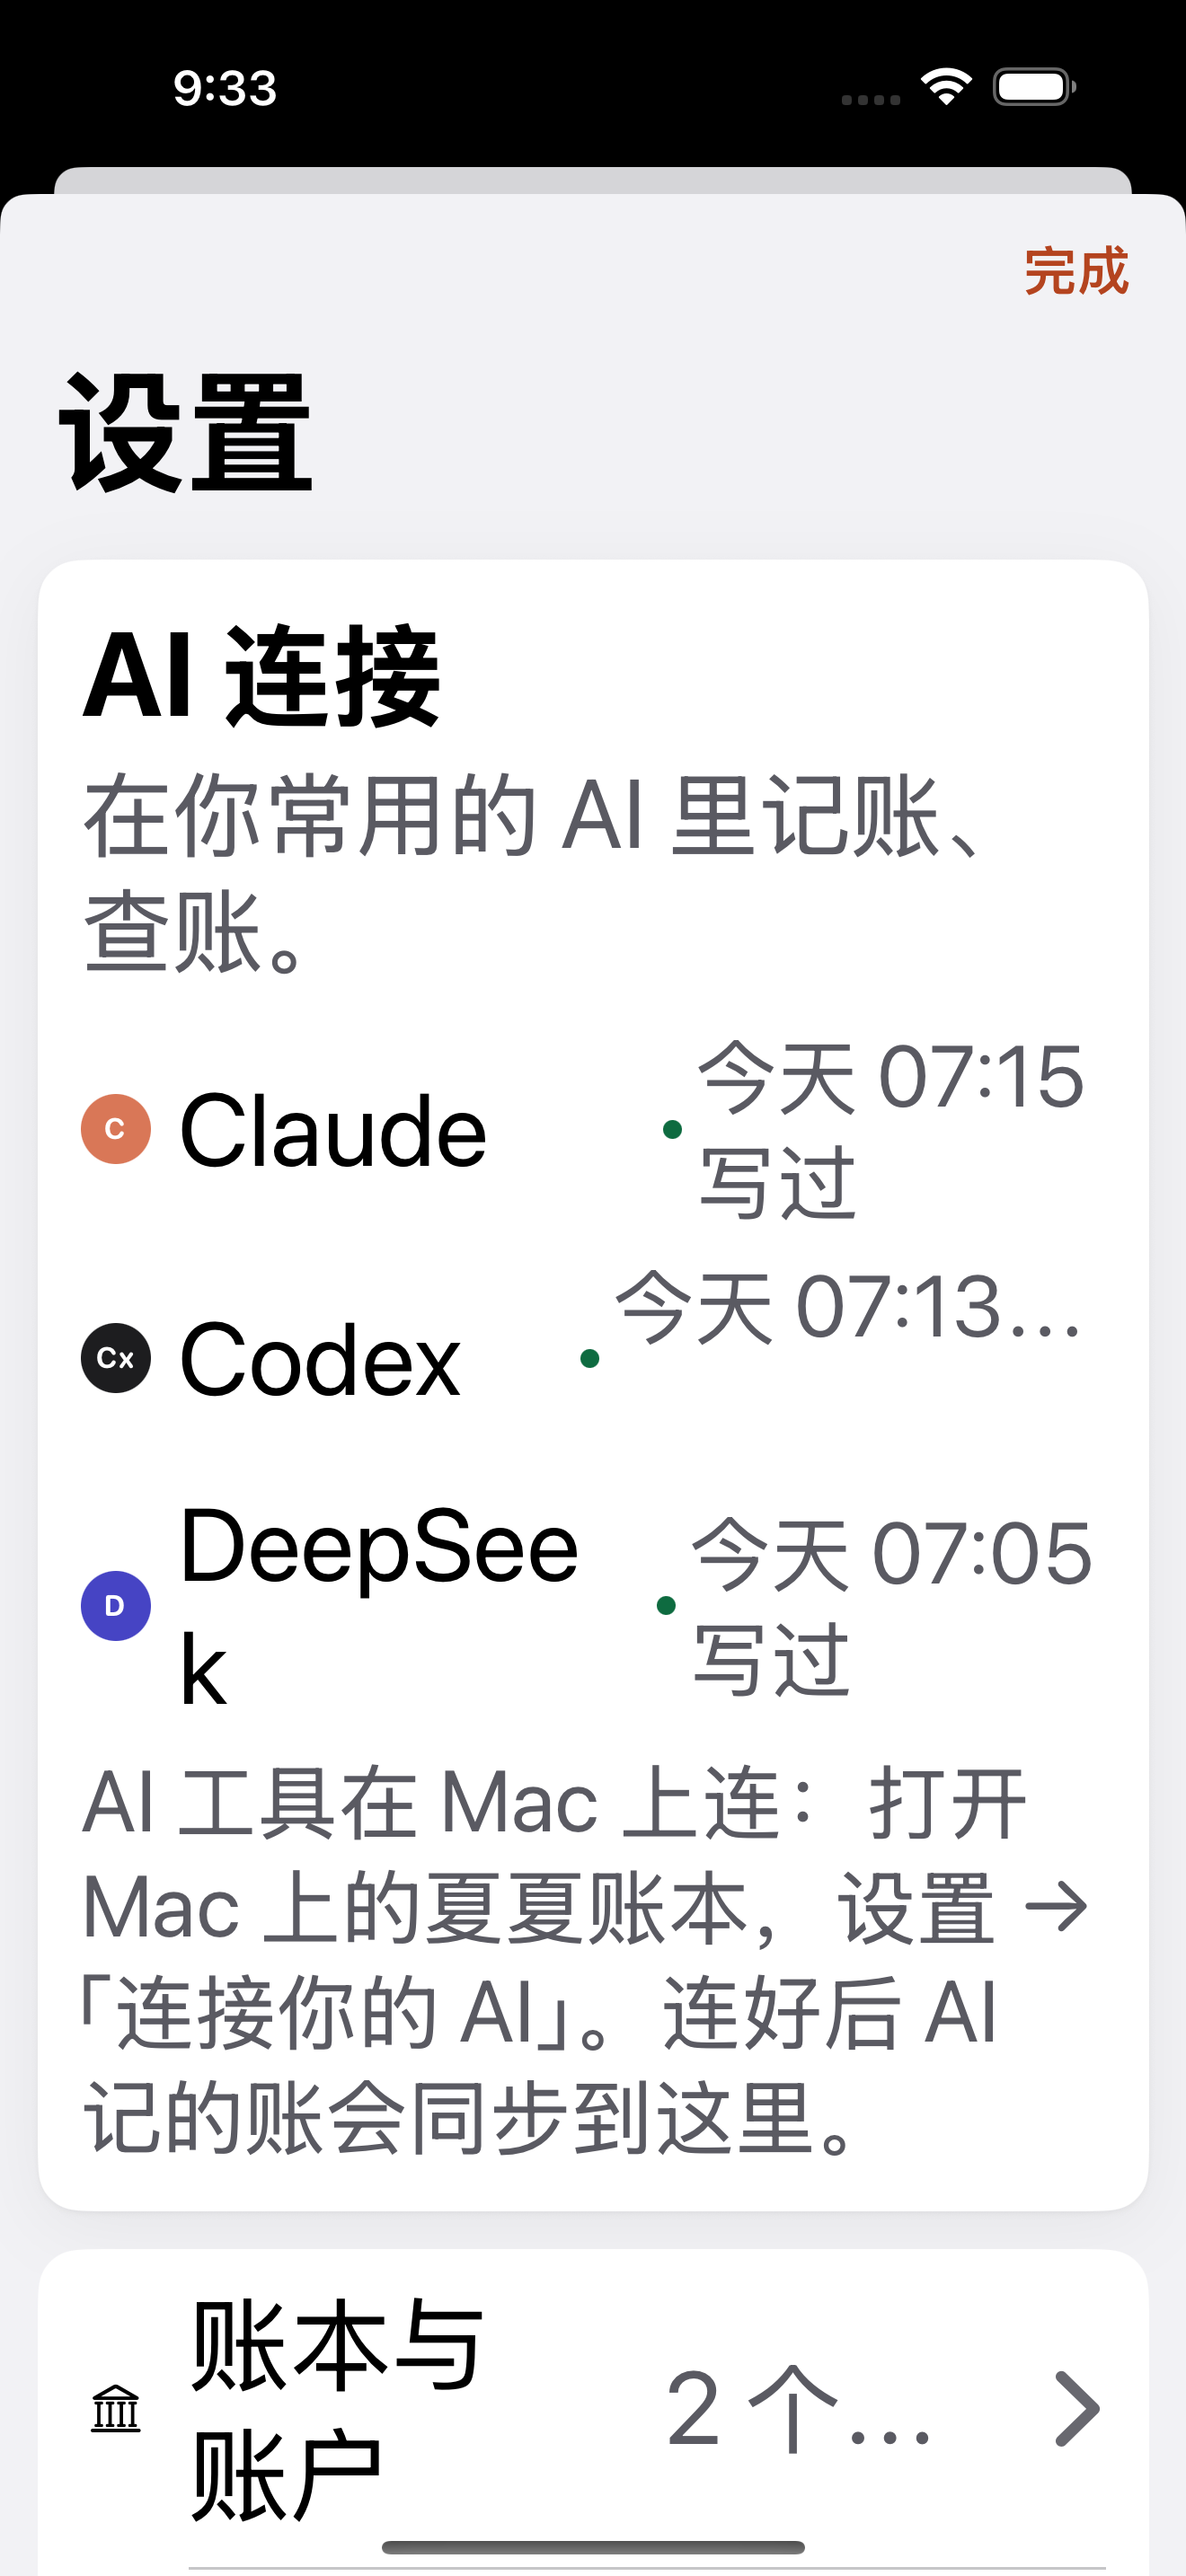 9:33
完成
设置
AI 连接
在你常用的 AI 里记账、
查账。
C
Claude
今天 07:15
写过
Cx
Codex
今天 07:13…
D
DeepSee
k
今天 07:05
写过
AI 工具在 Mac 上连：打开
Mac 上的夏夏账本，设置 →
「连接你的 AI」。连好后 AI
记的账会同步到这里。
账本与
账户
2 个…